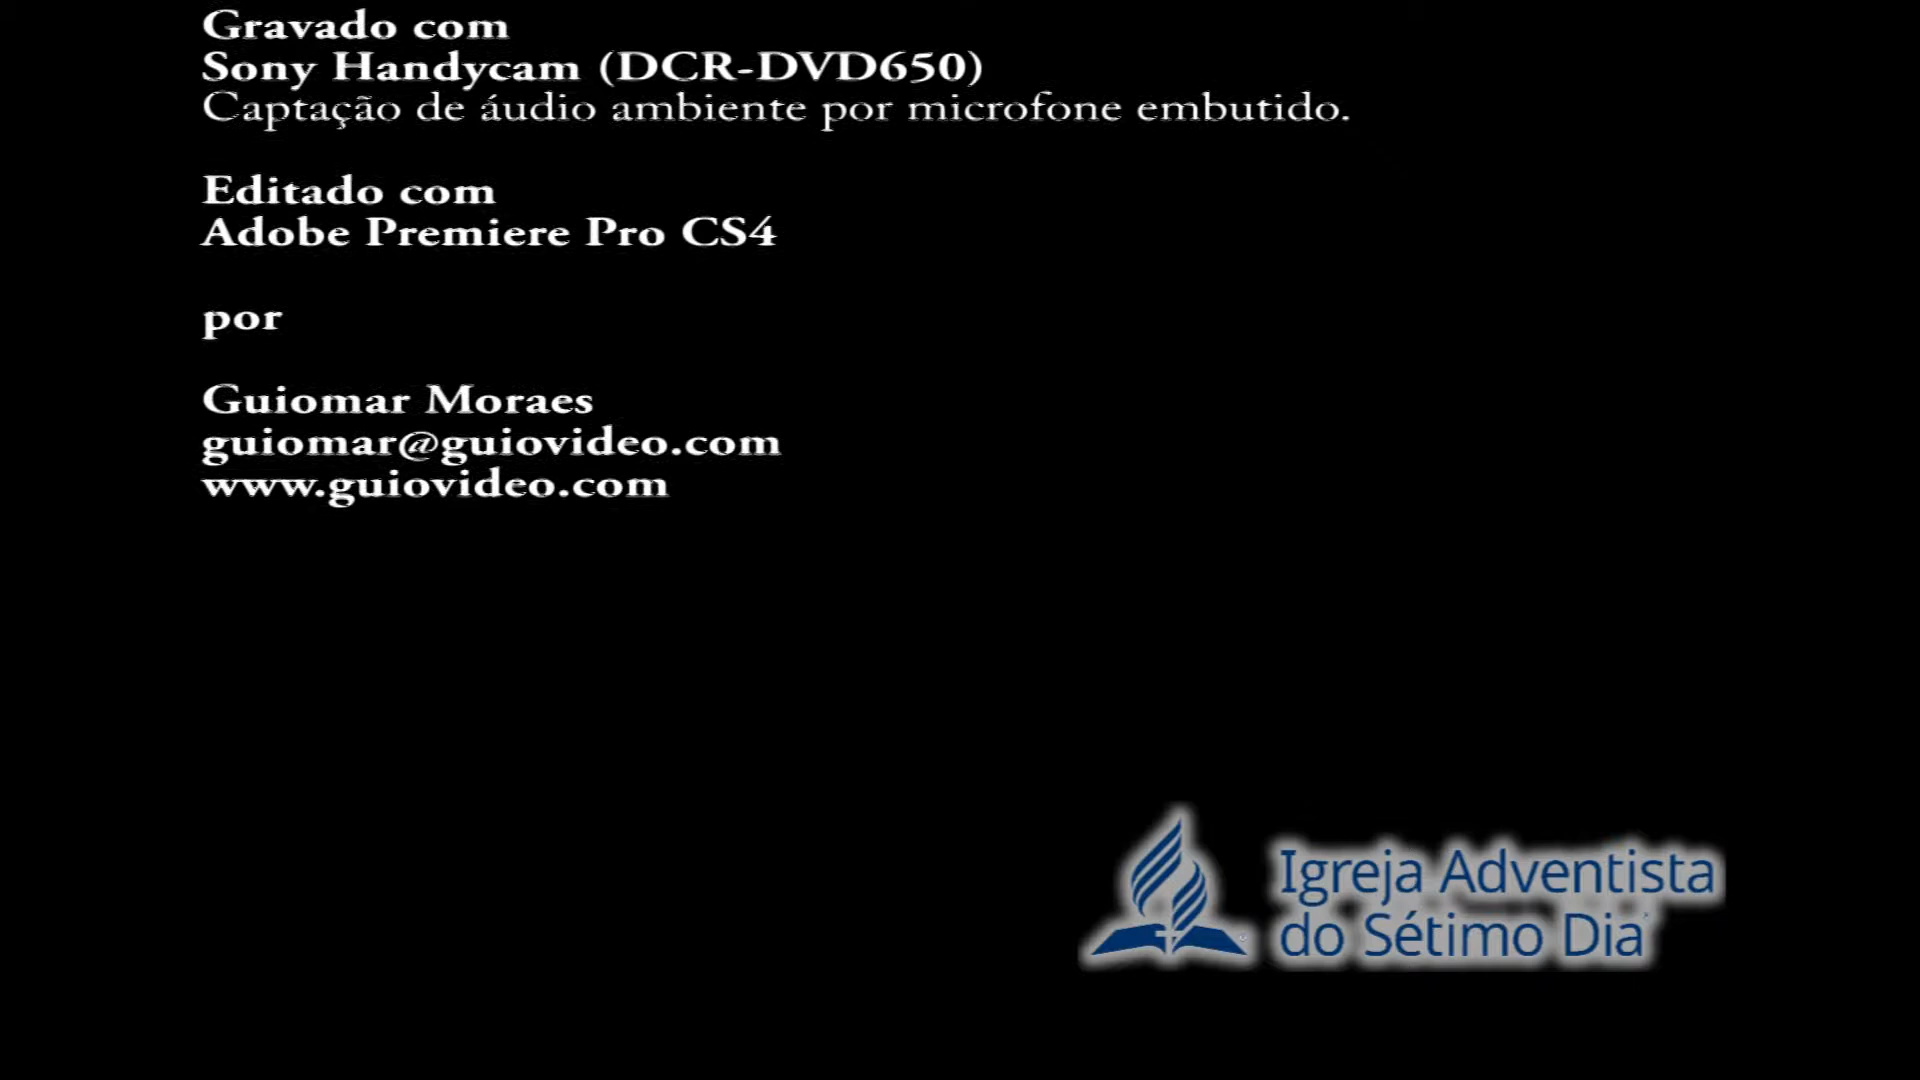 Gravado com
Sony Handycam (DCR-DVD650)
Captação de áudio ambiente por microfone embutido.
Editado com
Adobe Premiere Pro CS4
por
Guiomar Moraes
guiomar@guiovideo.com
www.guiovideo.com
Igreja Adventista
do Sétimo Dia